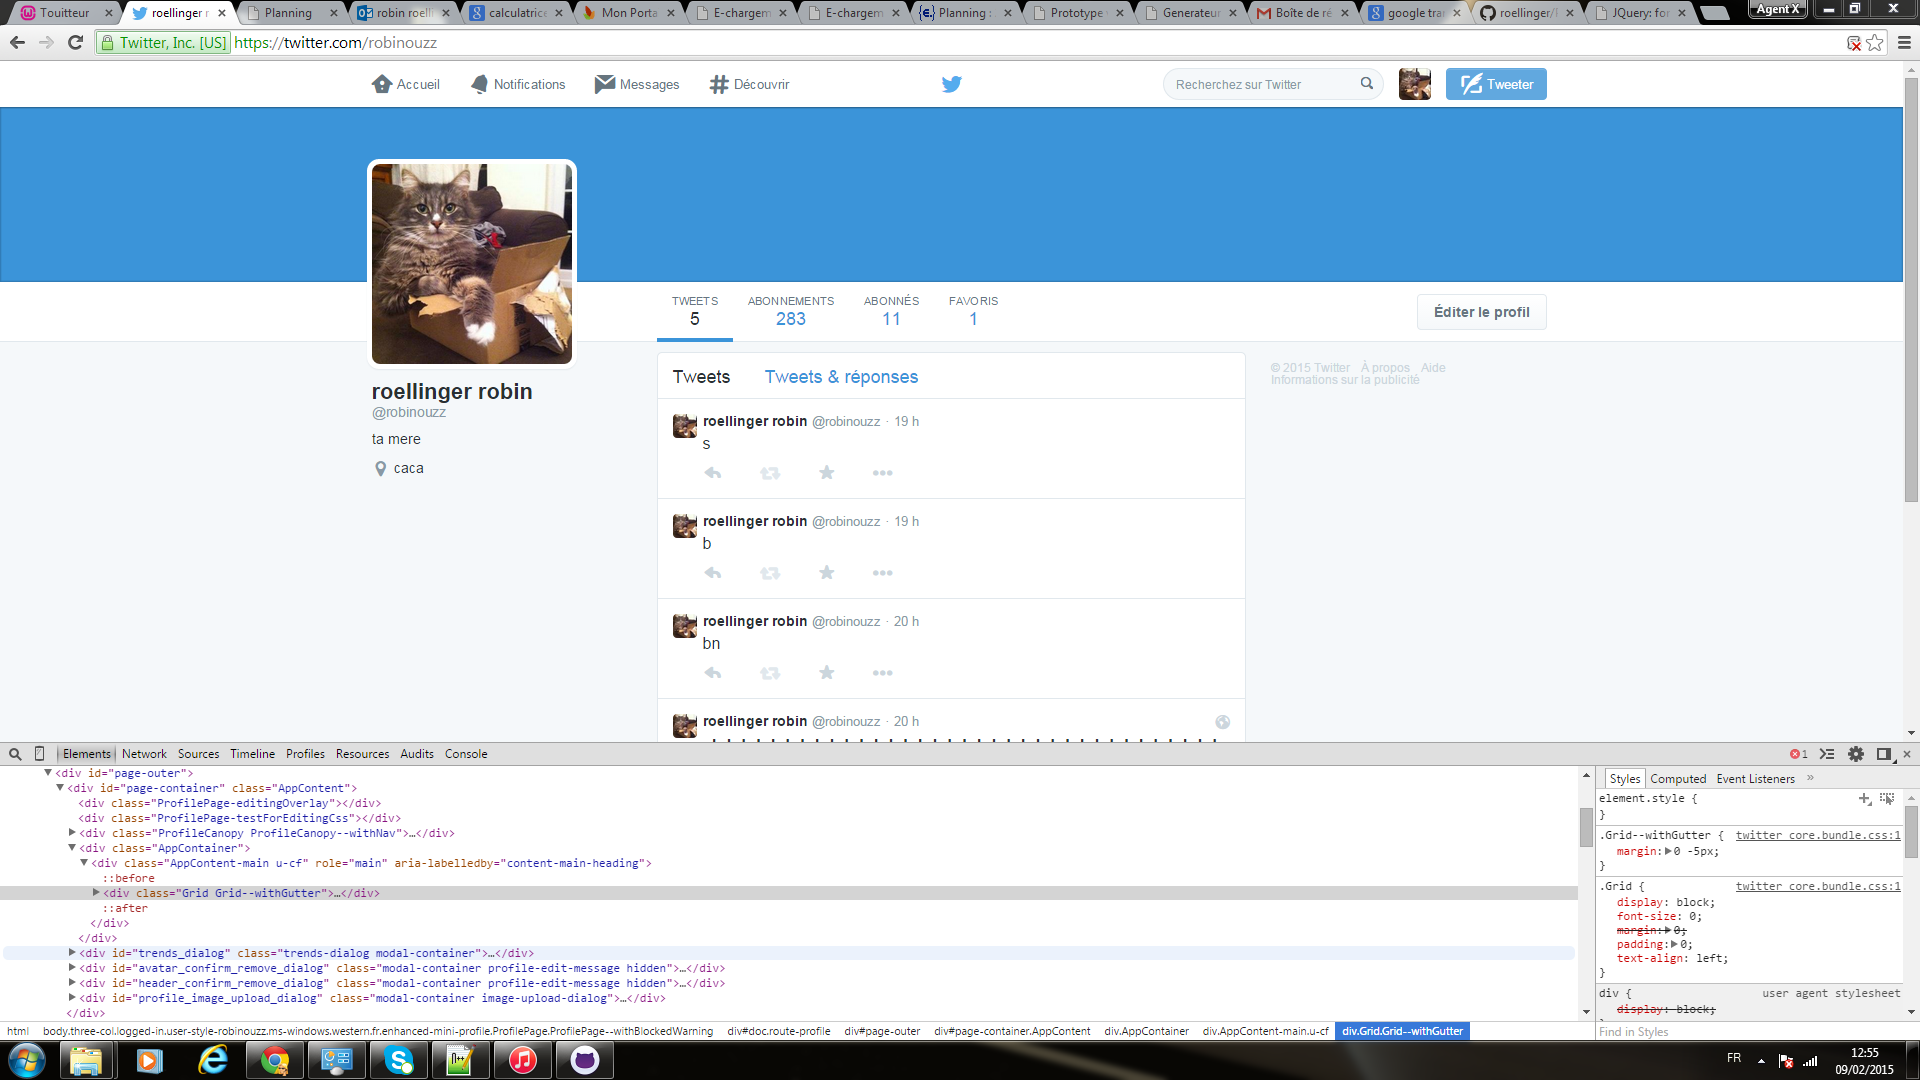 Touitteur
roellinger r
Planning
robin roell
calculatrice
Mon Porta
E-chargem
E-chargem
Planning :
Prototype
Generateur
Boîte de ré
google tra
roellinger/
JQuery: for
Agent X
Twitter, Inc. [US] https://twitter.com/robinouzz
Accueil
Notifications
Messages
Découvrir
Recherchez sur Twitter
Tweeter
TWEETS
5
ABONNEMENTS
283
ABONNÉS
11
FAVORIS
1
Éditer le profil
roellinger robin
@robinouzz
ta mere
caca
Tweets
Tweets & réponses
roellinger robin @robinouzz · 19 h
s
roellinger robin @robinouzz · 19 h
b
roellinger robin @robinouzz · 20 h
bn
roellinger robin @robinouzz · 20 h
© 2015 Twitter À propos Aide
Informations sur la publicité
Elements Network Sources Timeline Profiles Resources Audits Console
1
<div id="page-outer">
<div id="page-container" class="AppContent">
<div class="ProfilePage-editingOverlay"></div>
<div class="ProfilePage-testForEditingCss"></div>
<div class="ProfileCanopy ProfileCanopy--withNav">…</div>
<div class="AppContainer">
<div class="AppContent-main u-cf" role="main" aria-labelledby="content-main-heading">
::before
<div class="Grid Grid--withGutter">…</div>
::after
</div>
</div>
<div id="trends_dialog" class="trends-dialog modal-container">…</div>
<div id="avatar_confirm_remove_dialog" class="modal-container profile-edit-message hidden">…</div>
<div id="header_confirm_remove_dialog" class="modal-container profile-edit-message hidden">…</div>
<div id="profile_image_upload_dialog" class="modal-container image-upload-dialog">…</div>
</div>
html body.three-col.logged-in.user-style-robinouzz.ms-windows.western.fr.enhanced-mini-profile.ProfilePage.ProfilePage--withBlockedWarning div#doc.route-profile div#page-outer div#page-container.AppContent div.AppContainer div.AppContent-main.u-cf div.Grid.Grid--withGutter
Styles Computed Event Listeners »
element.style {
}
.Grid--withGutter { twitter_core.bundle.css:1
margin: 0 -5px;
}
.Grid { twitter_core.bundle.css:1
display: block;
font-size: 0;
margin: 0;
padding: 0;
text-align: left;
}
div { user agent stylesheet
display: block;
Find in Styles
FR
12:55
09/02/2015